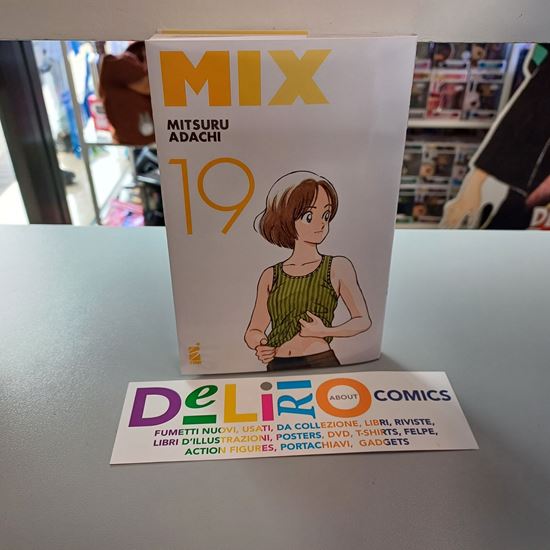 MIX
MITSURU
ADACHI
19
DeLiRiO ABOUT COMICS
FUMETTI NUOVI, USATI, DA COLLEZIONE, LIBRI, RIVISTE,
LIBRI D'ILLUSTRAZIONI, POSTERS, DVD, T-SHIRTS, FELPE,
ACTION FIGURES, PORTACHIAVI, GADGETS